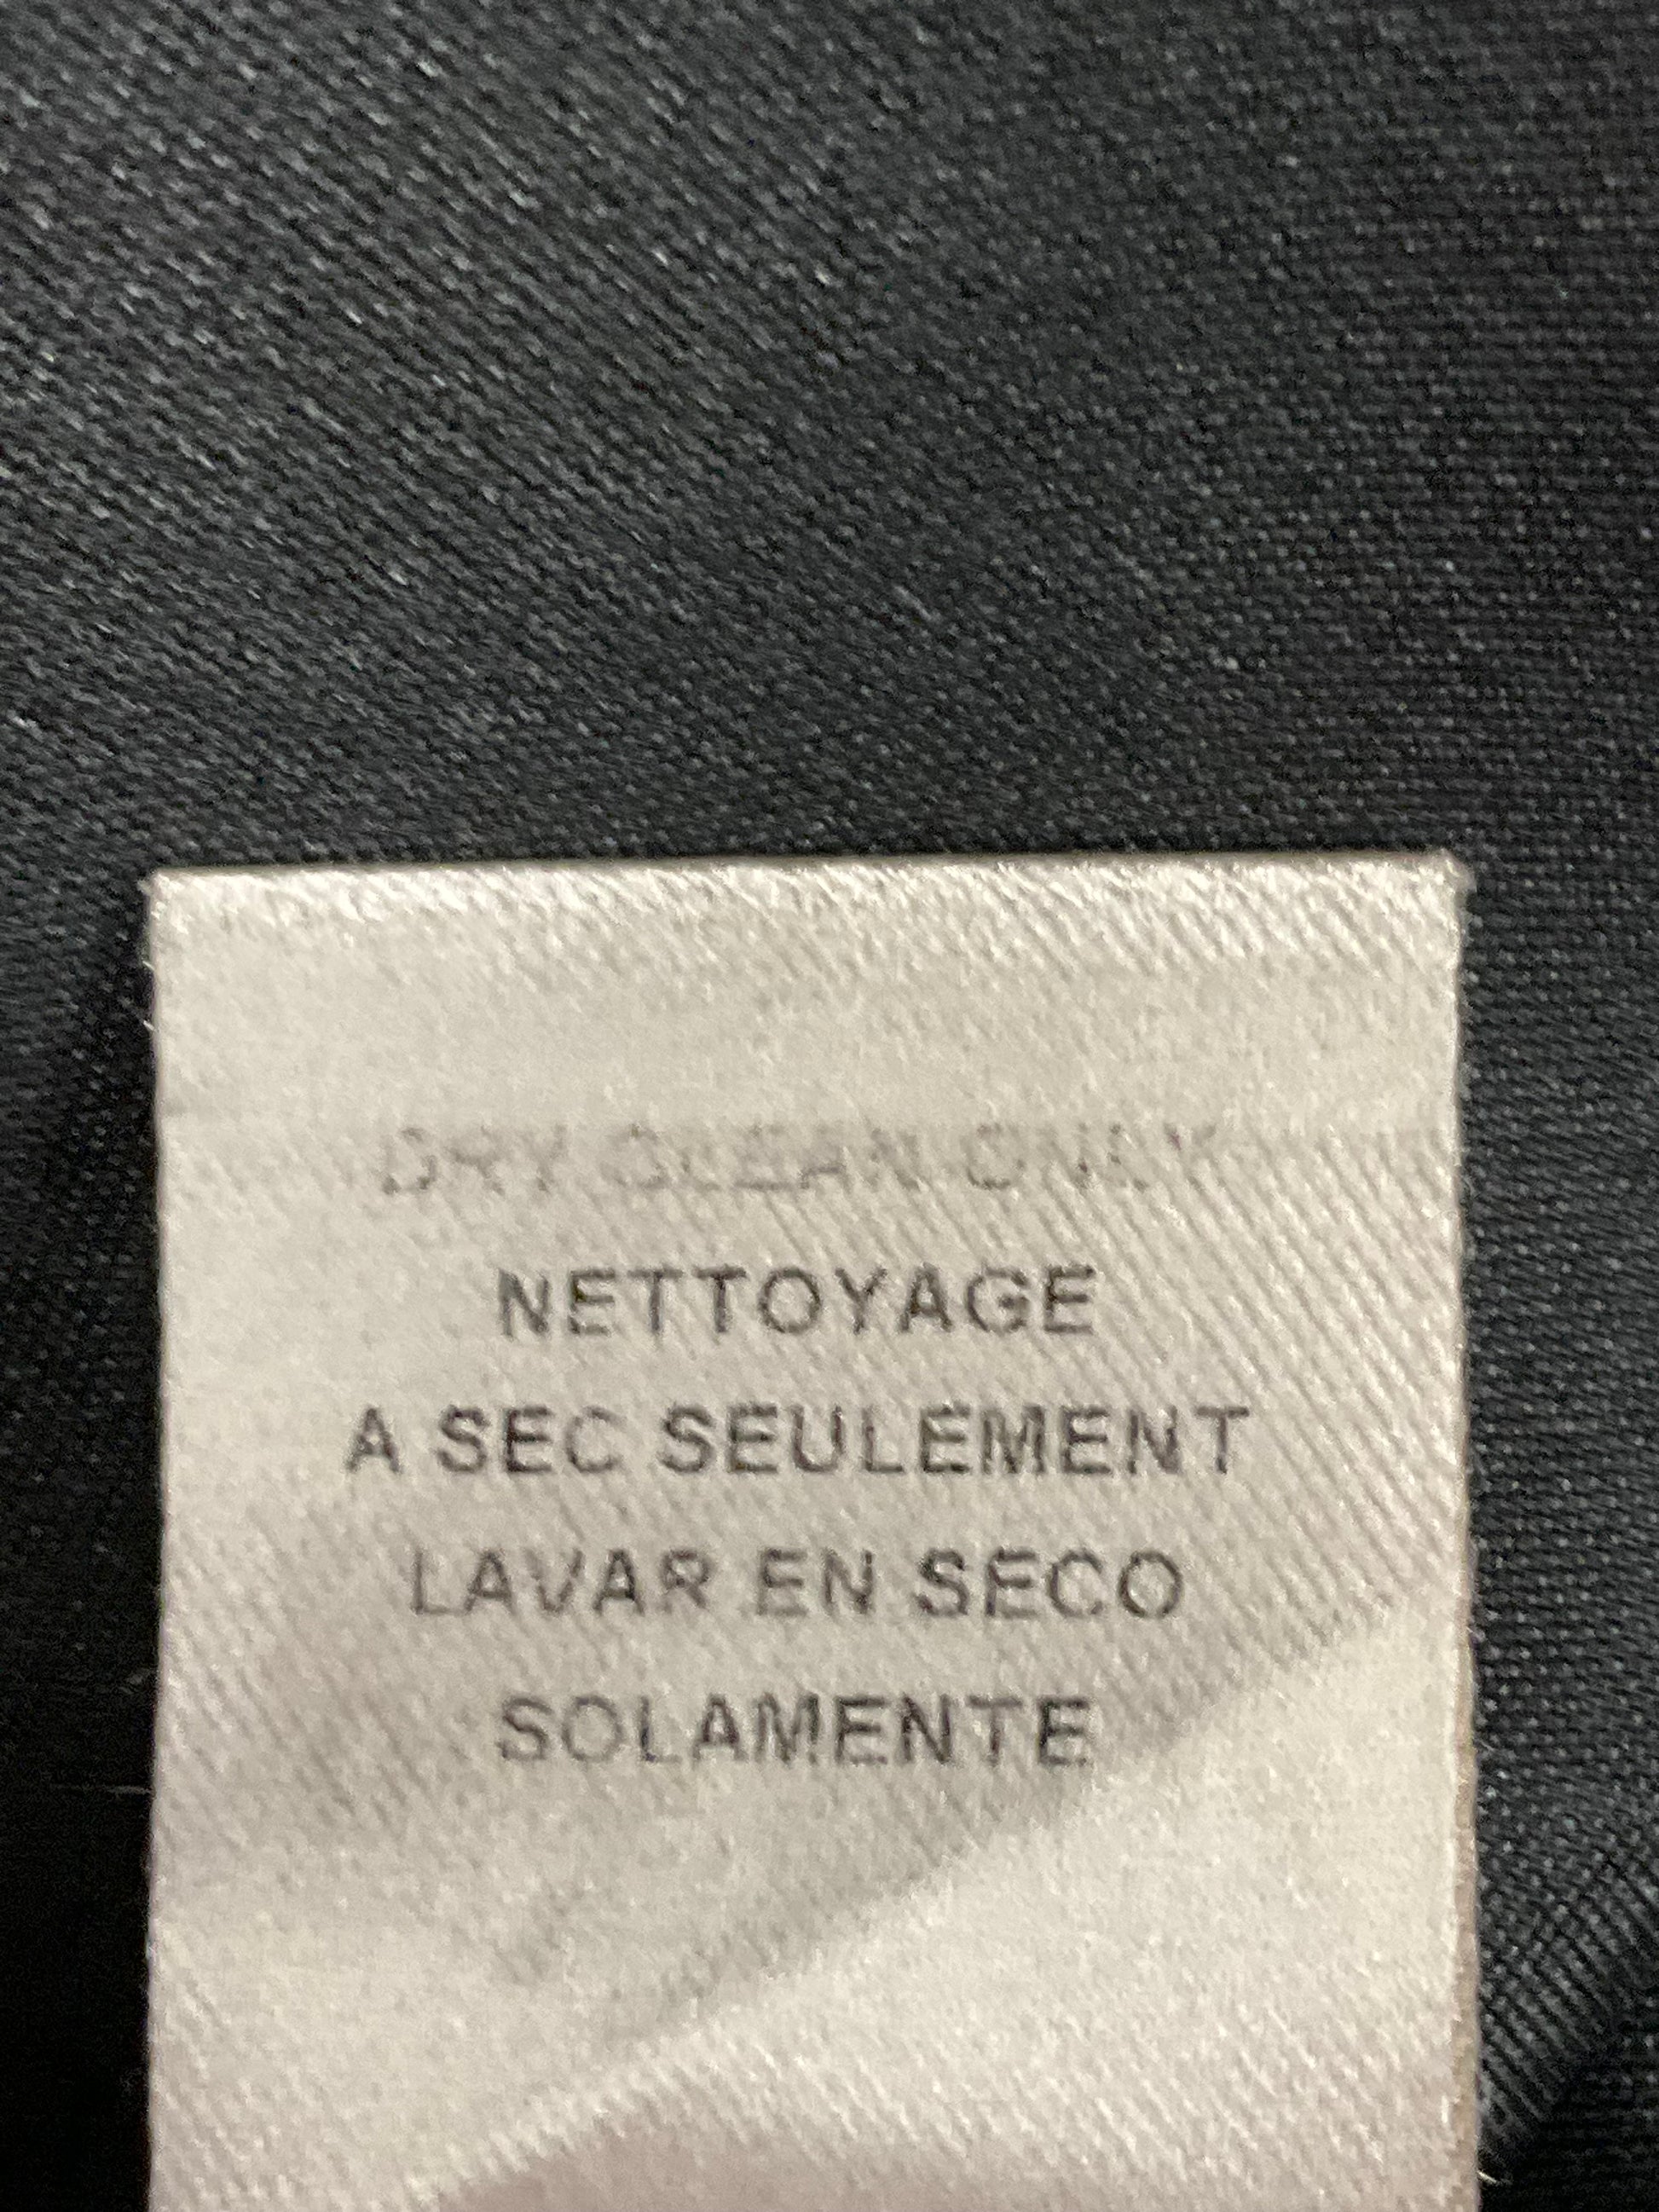 DRY CLEAN ONLY
NETTOYAGE
A SEC SEULEMENT
LAVAR EN SECO
SOLAMENTE